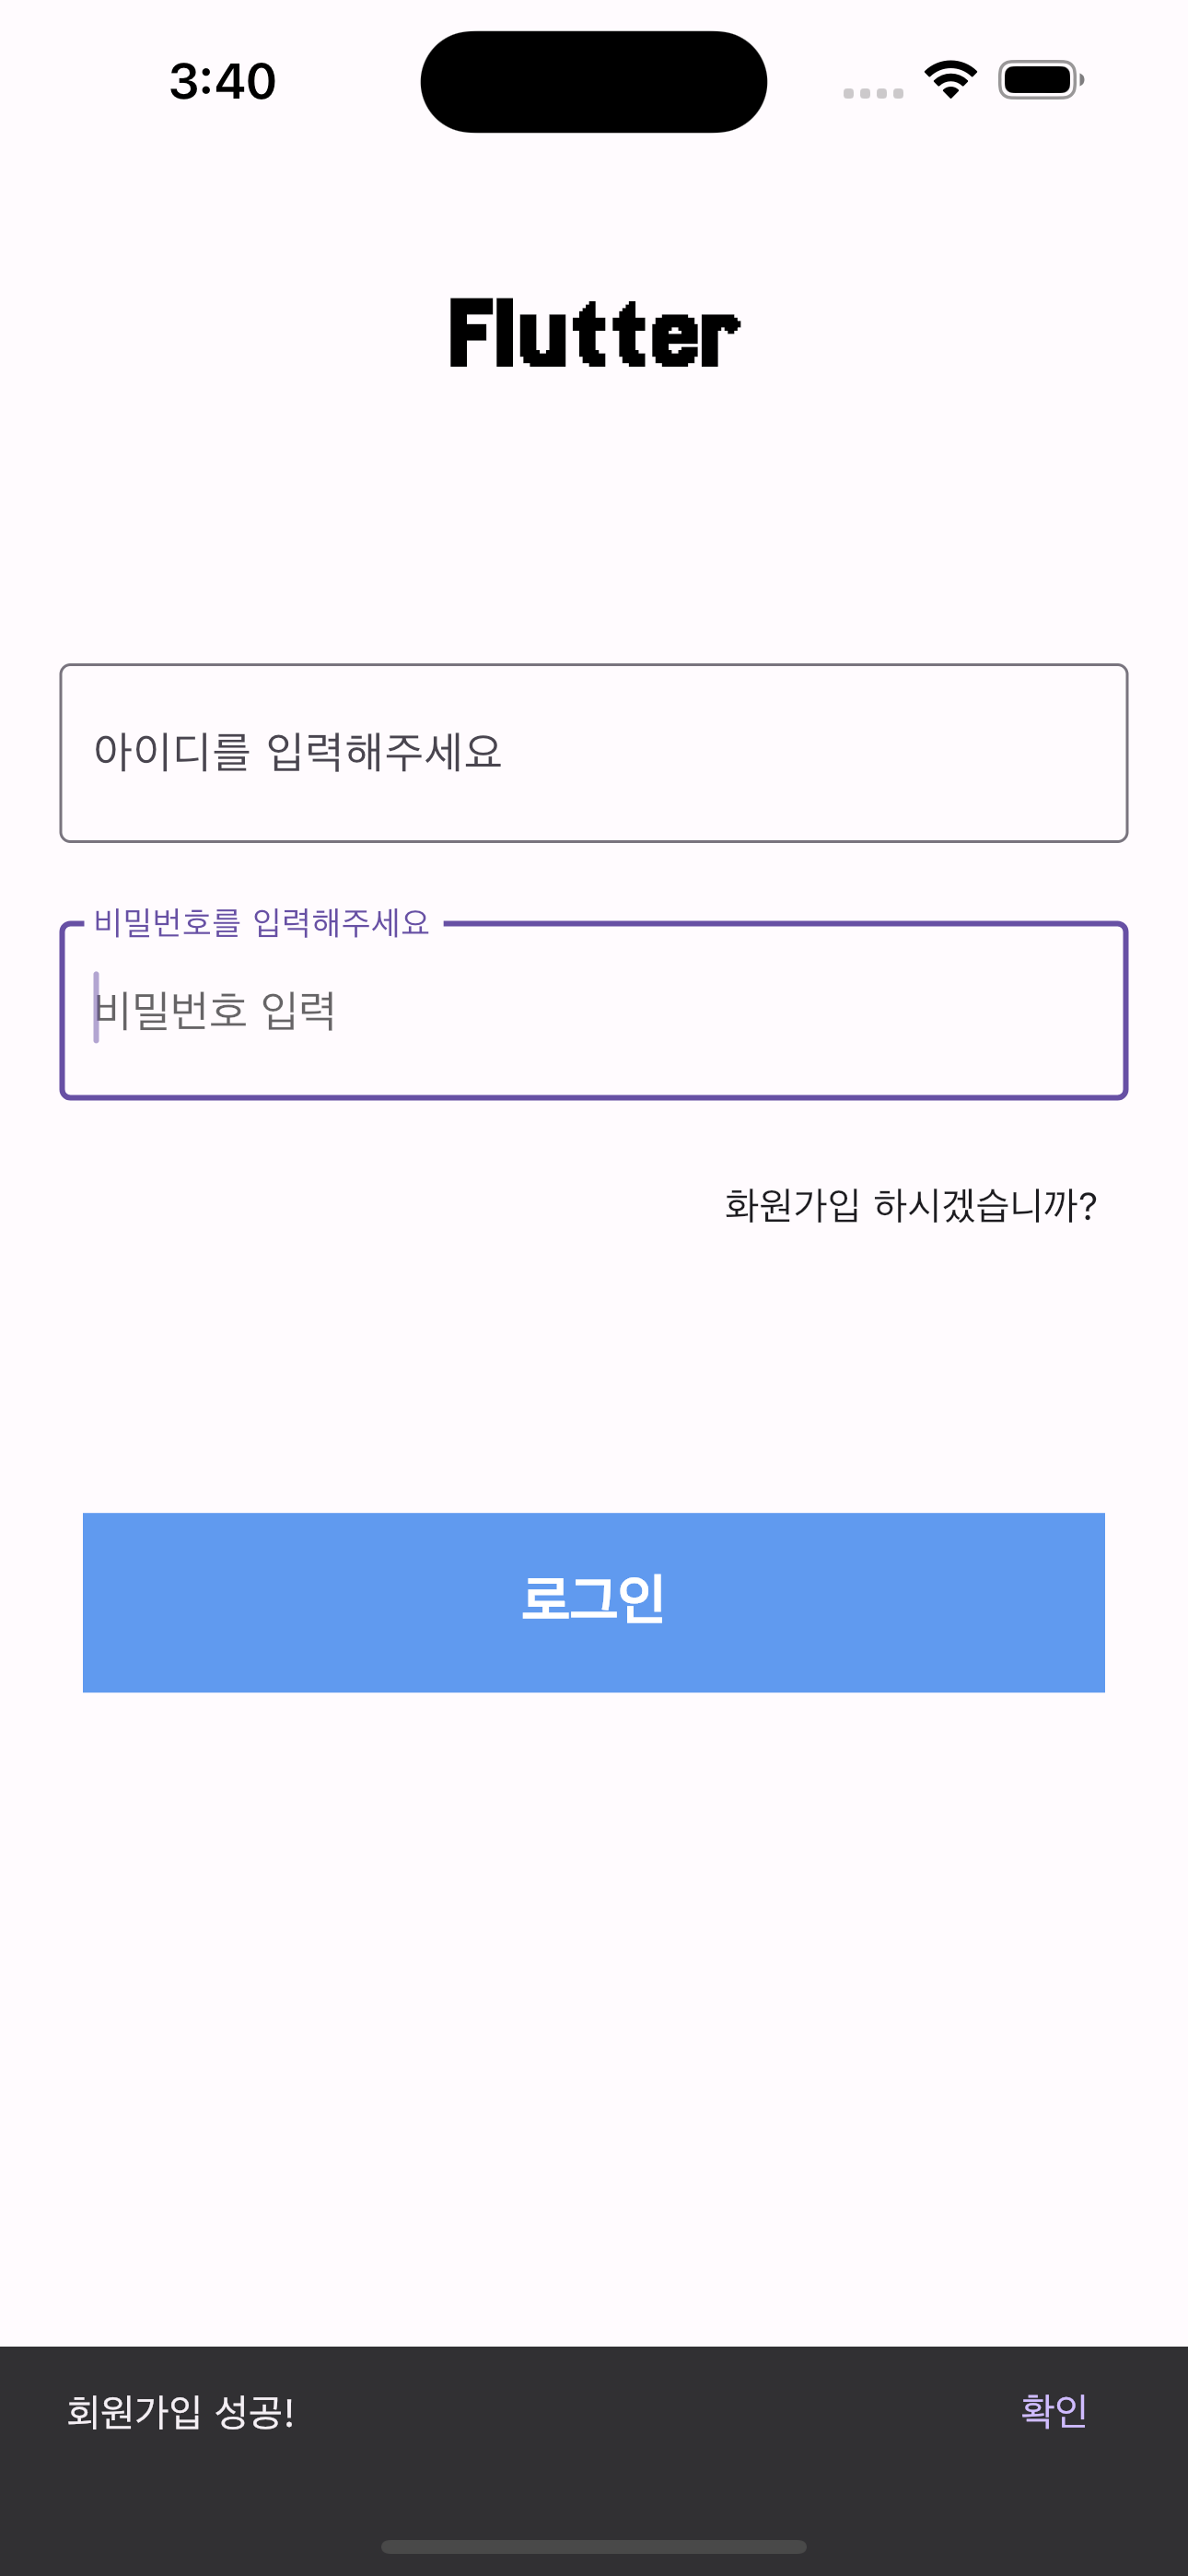 3:40
Flutter
아이디를 입력해주세요
비밀번호를 입력해주세요
비밀번호 입력
화원가입 하시겠습니까?
로그인
회원가입 성공!
확인